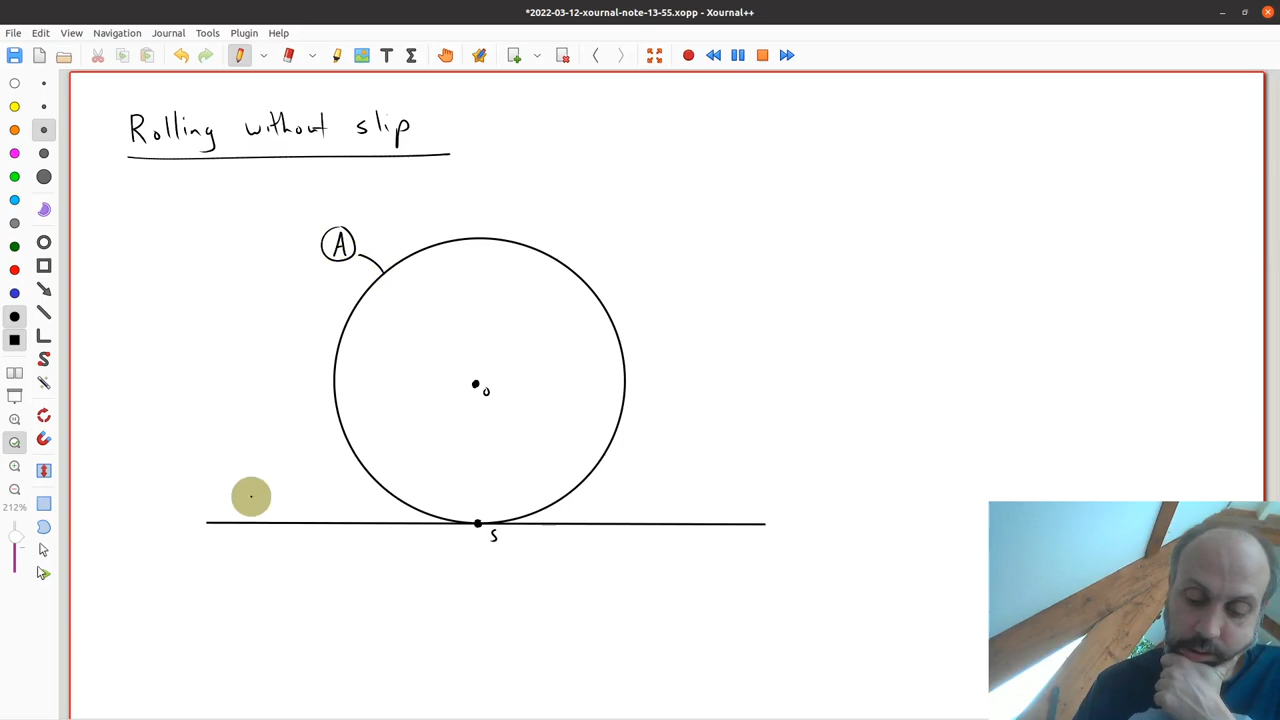 *2022-03-12-xournal-note-13-55.xopp - Xournal++
File Edit View Navigation Journal Tools Plugin Help
Rolling without slip
A
o
s
212%